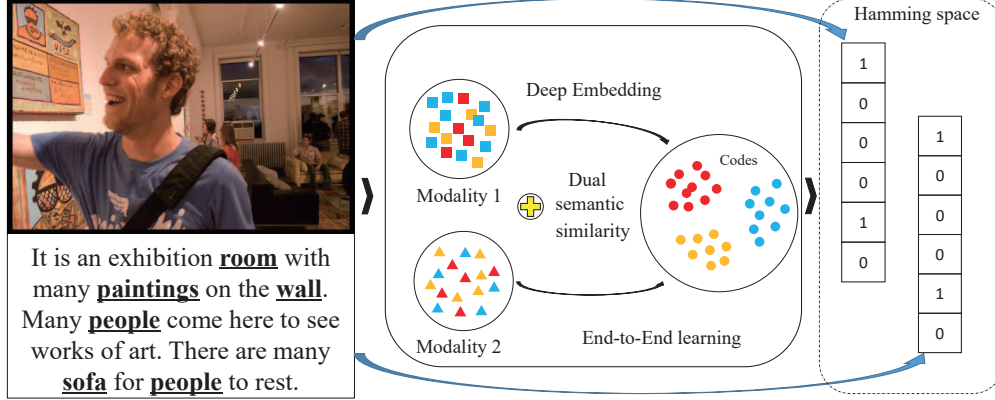 It is an exhibition room with
many paintings on the wall.
Many people come here to see
works of art. There are many
sofa for people to rest.
Deep Embedding
Modality 1
Dual
semantic
similarity
Codes
Modality 2
End-to-End learning
Hamming space
1
0
0
0
1
0
1
0
0
0
1
0